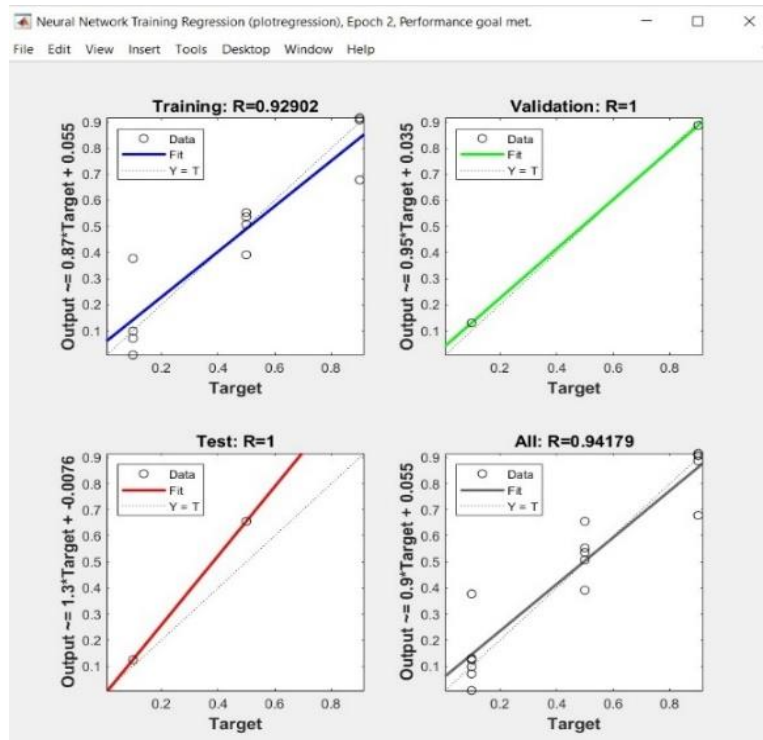 Neural Network Training Regression (plotregression), Epoch 2, Performance goal met.
File Edit View Insert Tools Desktop Window Help
Training: R=0.92902
Output ~= 0.87*Target + 0.055
0.9
0.8
0.7
0.6
0.5
0.4
0.3
0.2
0.1
Data
Fit
Y = T
0.2 0.4 0.6 0.8
Target
Validation: R=1
Output ~= 0.95*Target + 0.035
0.9
0.8
0.7
0.6
0.5
0.4
0.3
0.2
0.1
Data
Fit
Y = T
0.2 0.4 0.6 0.8
Target
Test: R=1
Output ~= 1.3*Target + -0.0076
0.9
0.8
0.7
0.6
0.5
0.4
0.3
0.2
0.1
Data
Fit
Y = T
0.2 0.4 0.6 0.8
Target
All: R=0.94179
Output ~= 0.9*Target + 0.055
0.9
0.8
0.7
0.6
0.5
0.4
0.3
0.2
0.1
Data
Fit
Y = T
0.2 0.4 0.6 0.8
Target